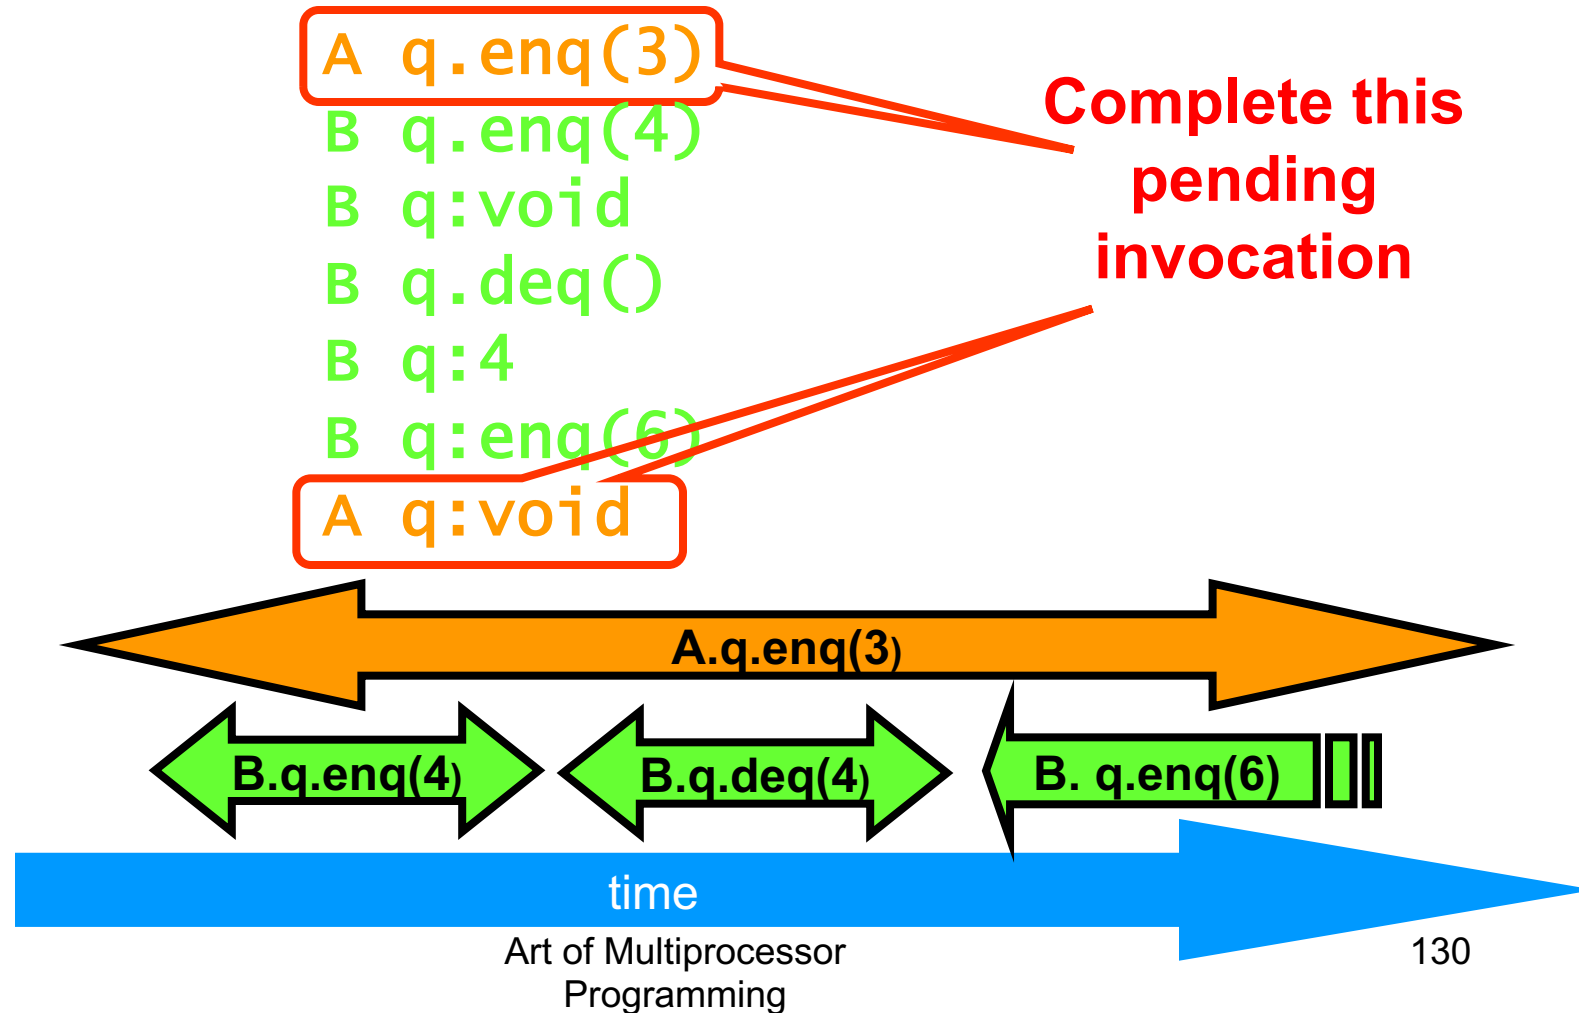 A q.enq(3)
B q.enq(4)
B q:void
B q.deq()
B q:4
B q:enq(6)
A q:void
Complete this
pending
invocation
A.q.enq(3)
B.q.enq(4)
B.q.deq(4)
B. q.enq(6)
time
Art of Multiprocessor
Programming
130